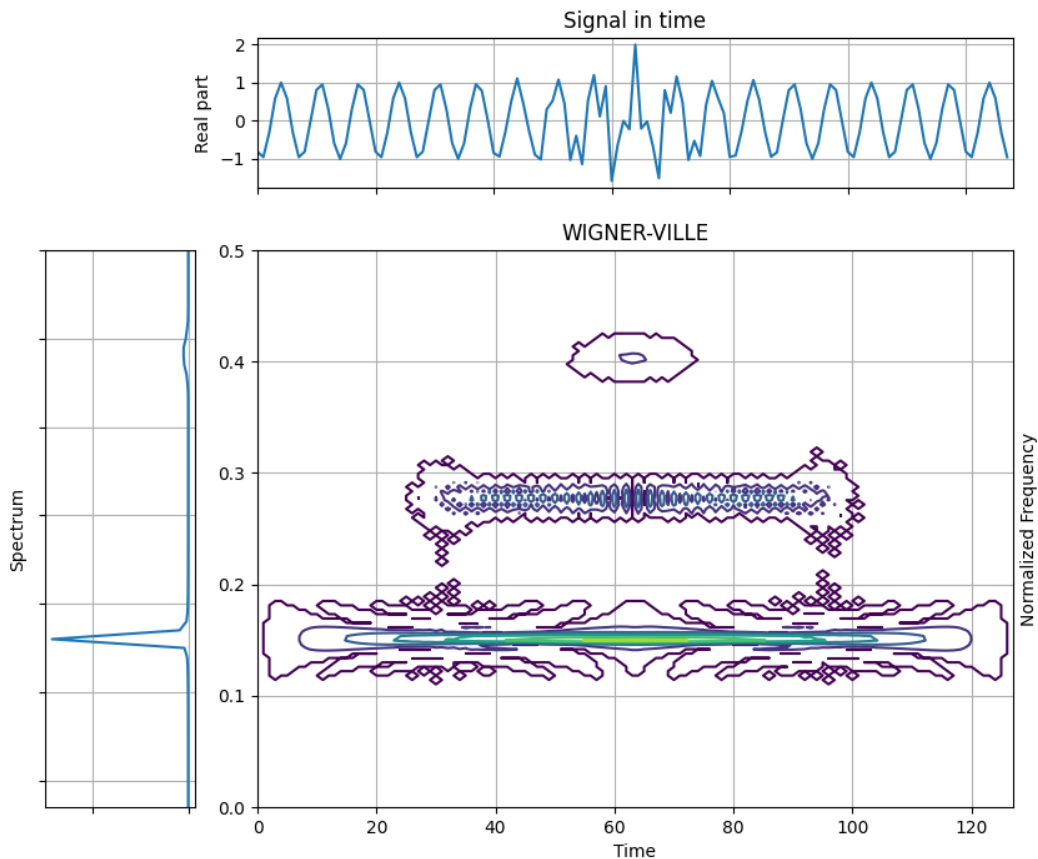 Signal in time
Real part
2
1
0
−1
WIGNER-VILLE
Spectrum
Normalized Frequency
0.5
0.4
0.3
0.2
0.1
0.0
0 20 40 60 80 100 120
Time